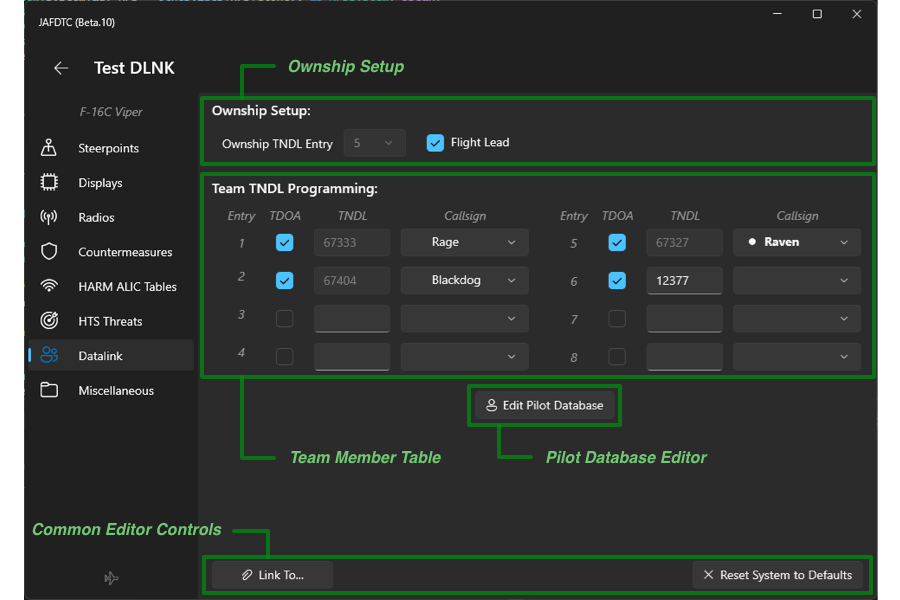 JAFDTC (Beta.10)
Test DLNK
Ownship Setup
F-16C Viper
Steerpoints
Displays
Radios
Countermeasures
HARM ALIC Tables
HTS Threats
Datalink
Miscellaneous
Ownship Setup:
Ownship TNDL Entry 5 Flight Lead
Team TNDL Programming:
Entry TDOA TNDL Callsign Entry TDOA TNDL Callsign
1 67333 Rage 5 67327 Raven
2 67404 Blackdog 6 12377
3 7
4 8
Edit Pilot Database
Team Member Table
Pilot Database Editor
Common Editor Controls
Link To...
Reset System to Defaults